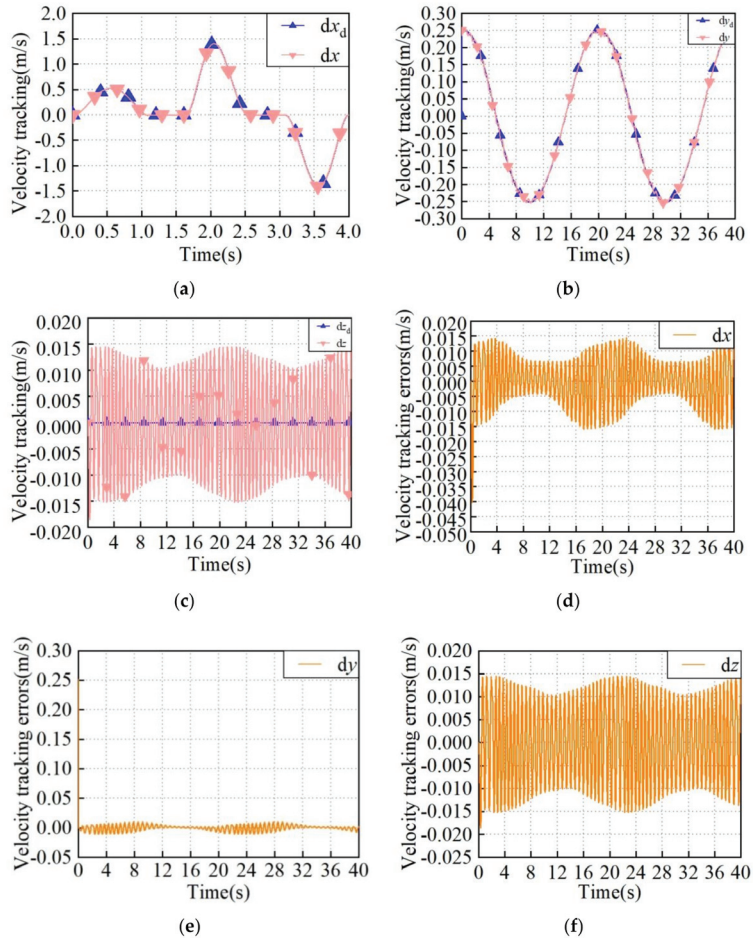 2.0
1.5
1.0
0.5
0.0
-0.5
-1.0
-1.5
2.0
Velocity tracking(m/s)
dx_d
dx
0.0 0.5 1.0 1.5 2.0 2.5 3.0 3.5 4.0
Time(s)
(a)
0.30
0.25
0.20
0.15
0.10
0.05
0.00
-0.05
-0.10
-0.15
-0.20
-0.25
-0.30
Velocity tracking(m/s)
dy_d
dy
0 4 8 12 16 20 24 28 32 36 40
Time(s)
(b)
0.020
0.015
0.010
0.005
0.000
-0.005
-0.010
-0.015
-0.020
Velocity tracking(m/s)
dz_d
dz
0 4 8 12 16 20 24 28 32 36 40
Time(s)
(c)
0.020
0.015
0.010
0.005
0.000
-0.005
-0.010
-0.015
-0.020
-0.025
-0.030
-0.035
-0.040
-0.045
-0.050
Velocity tracking errors(m/s)
dx
0 4 8 12 16 20 24 28 32 36 40
Time(s)
(d)
0.30
0.25
0.20
0.15
0.10
0.05
0.00
-0.05
Velocity tracking errors(m/s)
dy
0 4 8 12 16 20 24 28 32 36 40
Time(s)
(e)
0.020
0.015
0.010
0.005
0.000
-0.005
-0.010
-0.015
-0.020
-0.025
Velocity tracking errors(m/s)
dz
0 4 8 12 16 20 24 28 32 36 40
Time(s)
(f)